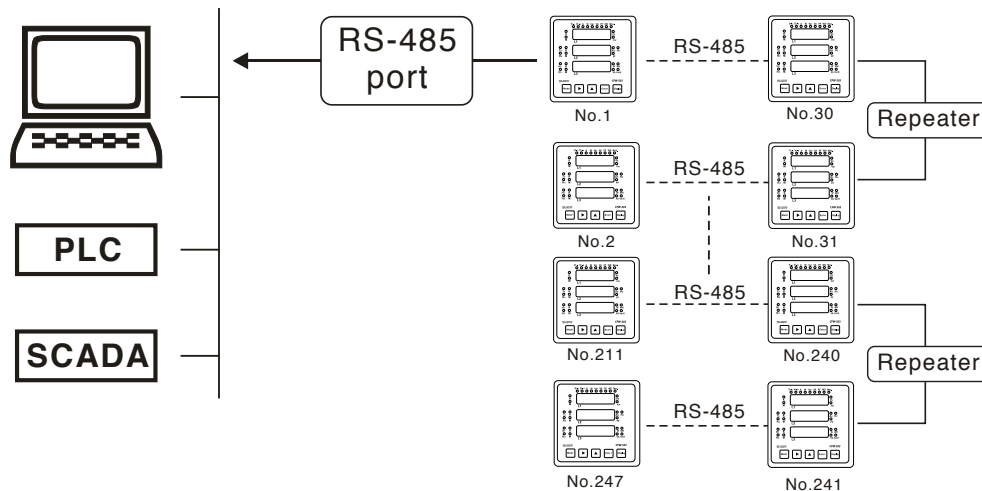 RS-485
port
No.1
RS-485
No.30
Repeater
RS-485
No.2
No.31
PLC
RS-485
No.211
No.240
SCADA
Repeater
RS-485
No.247
No.241